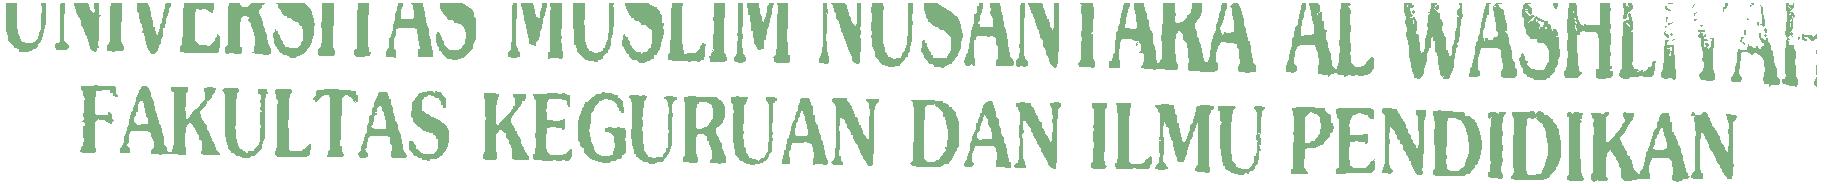 UNIVERSITAS MUSLIM NUSANTARA AL WASHLIYAH
FAKULTAS KEGURUAN DAN ILMU PENDIDIKAN